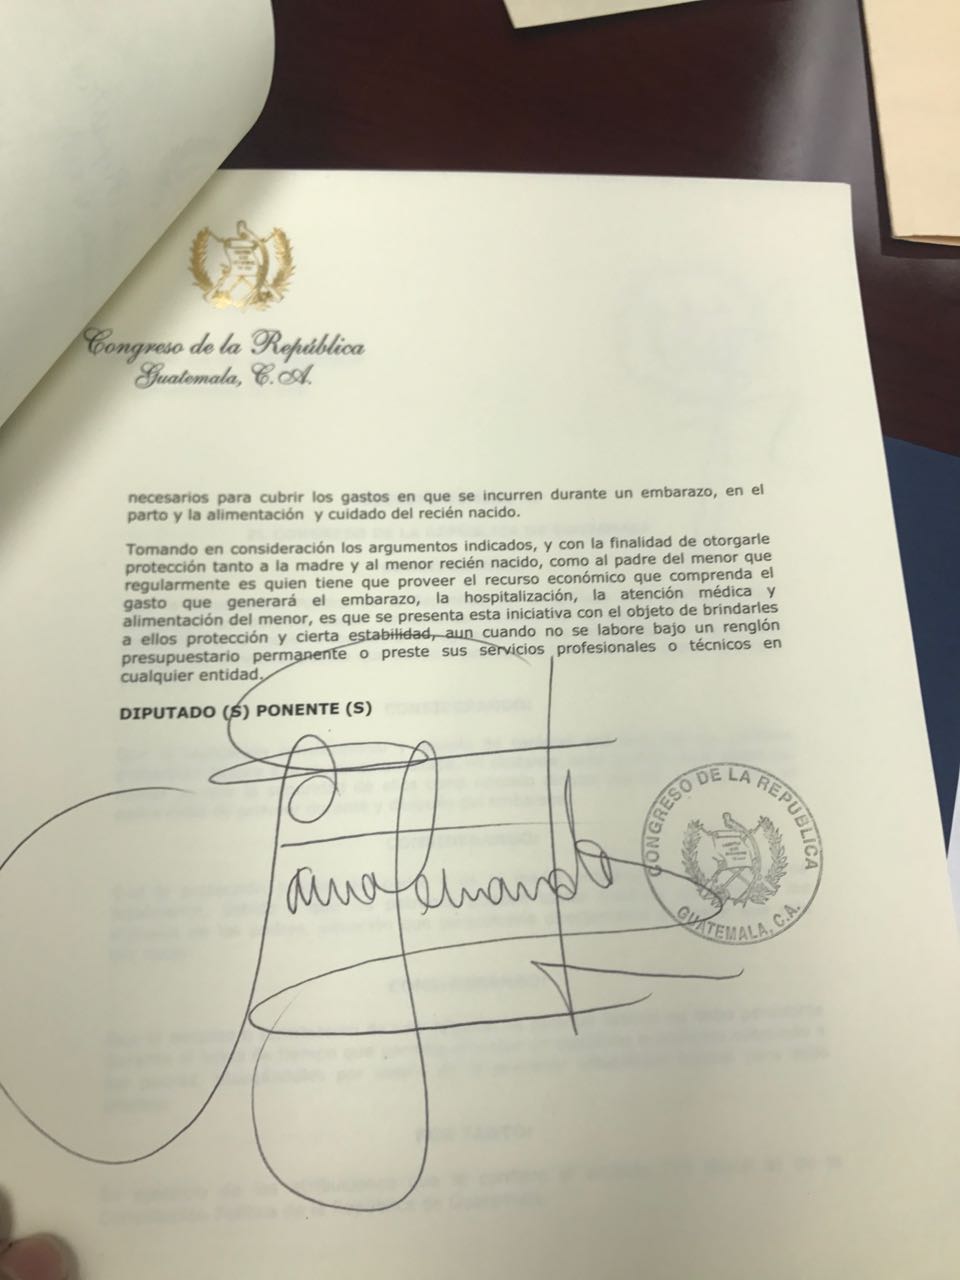 Congreso de la República
Guatemala, C. A.
necesarios para cubrir los gastos en que se incurren durante un embarazo, en el
parto y la alimentación y cuidado del recién nacido.
Tomando en consideración los argumentos indicados, y con la finalidad de otorgarle
protección tanto a la madre y al menor recién nacido, como al padre del menor que
regularmente es quien tiene que proveer el recurso económico que comprenda el
gasto que generará el embarazo, la hospitalización, la atención médica y
alimentación del menor, es que se presenta esta iniciativa con el objeto de brindarles
a ellos protección y cierta estabilidad, aun cuando no se labore bajo un renglón
presupuestario permanente o preste sus servicios profesionales o técnicos en
cualquier entidad.
DIPUTADO (S) PONENTE (S)
CONGRESO DE LA REPUBLICA
GUATEMALA, C.A.